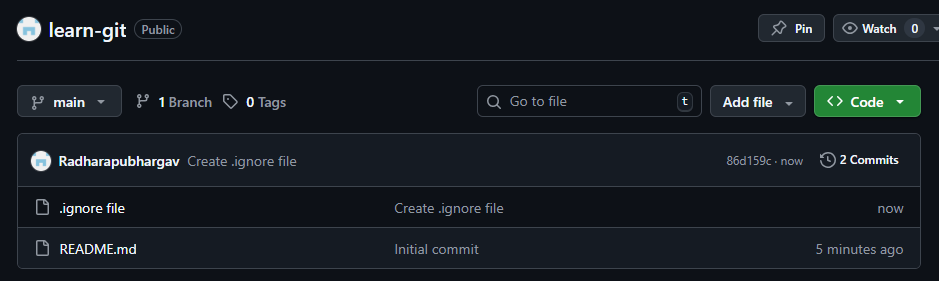 learn-git Public Pin Watch 0
main 1 Branch 0 Tags Go to file t Add file Code
Radharapubhargav Create .ignore file 86d159c · now 2 Commits
.ignore file Create .ignore file now
README.md Initial commit 5 minutes ago